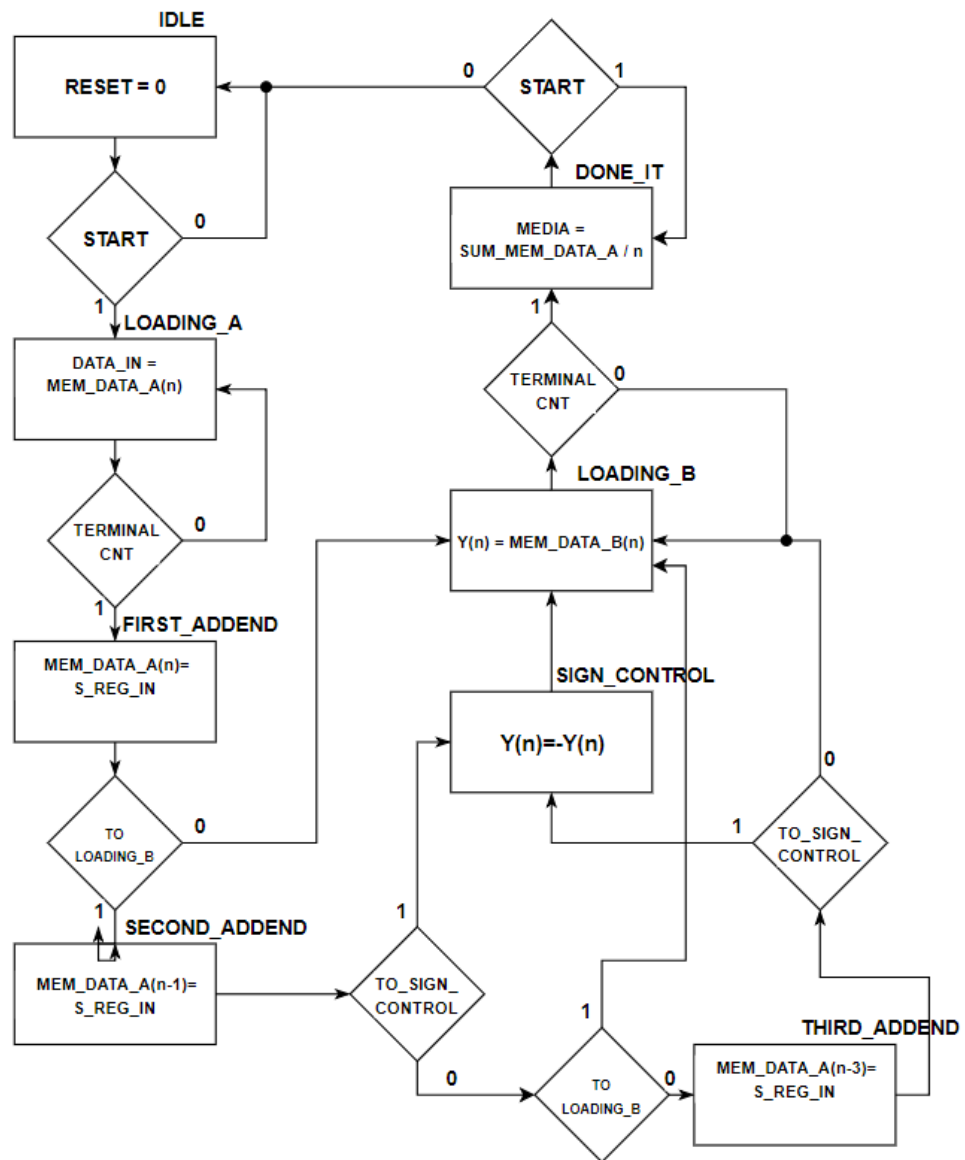 IDLE
RESET = 0
START
0
1
LOADING_A
DATA_IN =
MEM_DATA_A(n)
TERMINAL
CNT
0
1
FIRST_ADDEND
MEM_DATA_A(n)=
S_REG_IN
TO
LOADING_B
0
1
SECOND_ADDEND
MEM_DATA_A(n-1)=
S_REG_IN
TO_SIGN_
CONTROL
1
0
TO
LOADING_B
1
0
THIRD_ADDEND
MEM_DATA_A(n-3)=
S_REG_IN
TO_SIGN_
CONTROL
1
0
SIGN_CONTROL
Y(n)=-Y(n)
LOADING_B
Y(n) = MEM_DATA_B(n)
TERMINAL
CNT
0
1
DONE_IT
MEDIA =
SUM_MEM_DATA_A / n
START
0
1